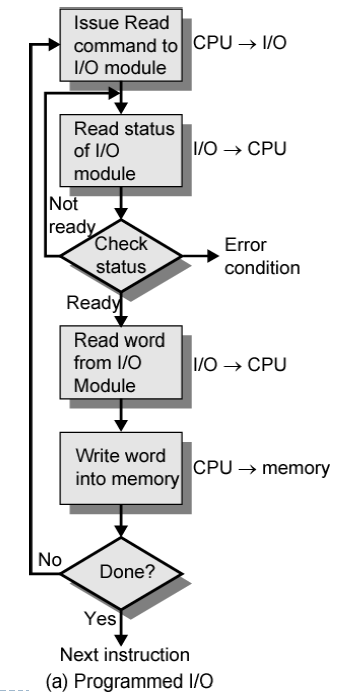 Issue Read
command to
I/O module
CPU → I/O
Read status
of I/O
module
I/O → CPU
Not
ready
Check
status
Error
condition
Ready
Read word
from I/O
Module
I/O → CPU
Write word
into memory
CPU → memory
No
Done?
Yes
Next instruction
(a) Programmed I/O